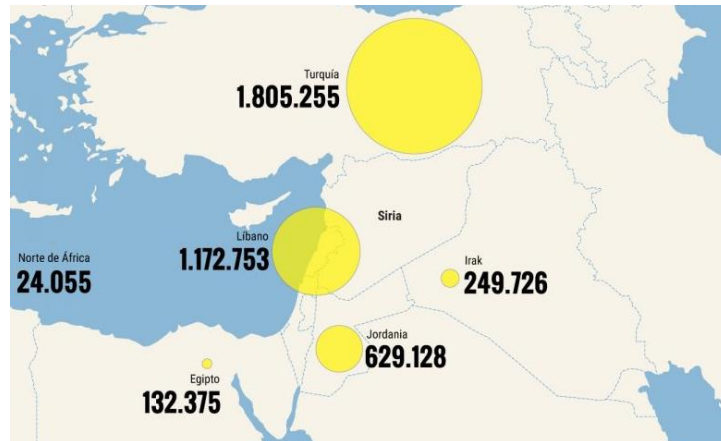 Turquía
1.805.255
Siria
Líbano
1.172.753
Norte de África
24.055
Irak
249.726
Jordania
629.128
Egipto
132.375